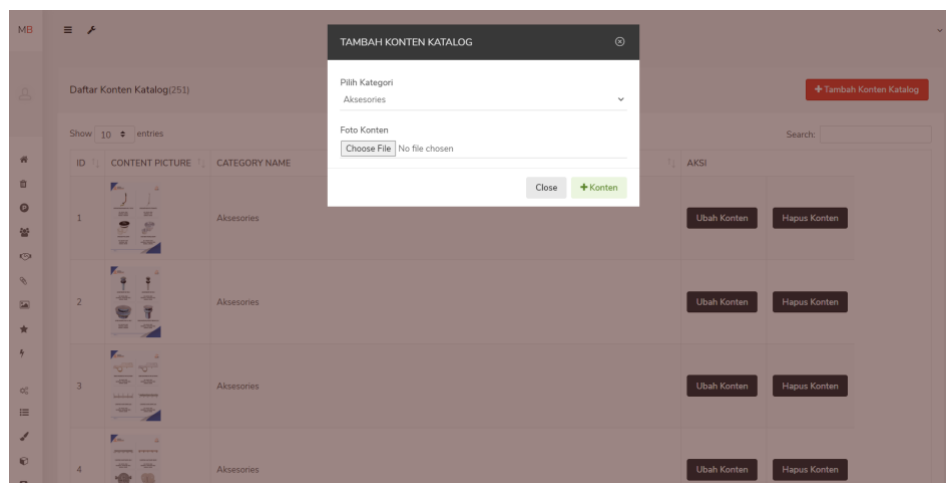 MB
TAMBAH KONTEN KATALOG
Daftar Konten Katalog(251)
+ Tambah Konten Katalog
Pilih Kategori
Aksesories
Foto Konten
Choose File No file chosen
Close
+ Konten
Show 10 entries
Search:
ID CONTENT PICTURE CATEGORY NAME AKSI
1 Aksesories Ubah Konten Hapus Konten
2 Aksesories Ubah Konten Hapus Konten
3 Aksesories Ubah Konten Hapus Konten
4 Aksesories Ubah Konten Hapus Konten